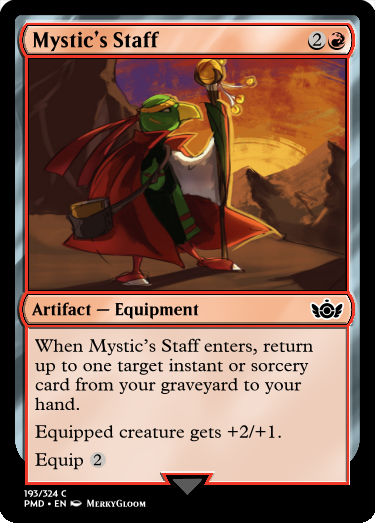 Mystic's Staff 2
Artifact — Equipment
When Mystic's Staff enters, return
up to one target instant or sorcery
card from your graveyard to your
hand.
Equipped creature gets +2/+1.
Equip 2
193/324 C
PMD • EN MerkyGloom